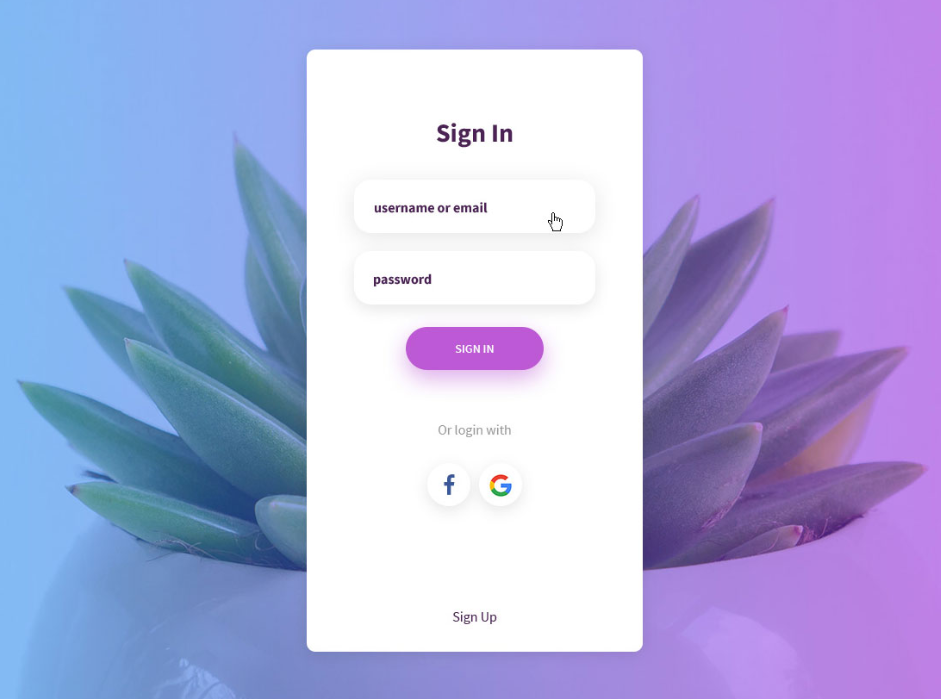 Sign In
username or email
password
SIGN IN
Or login with
Sign Up